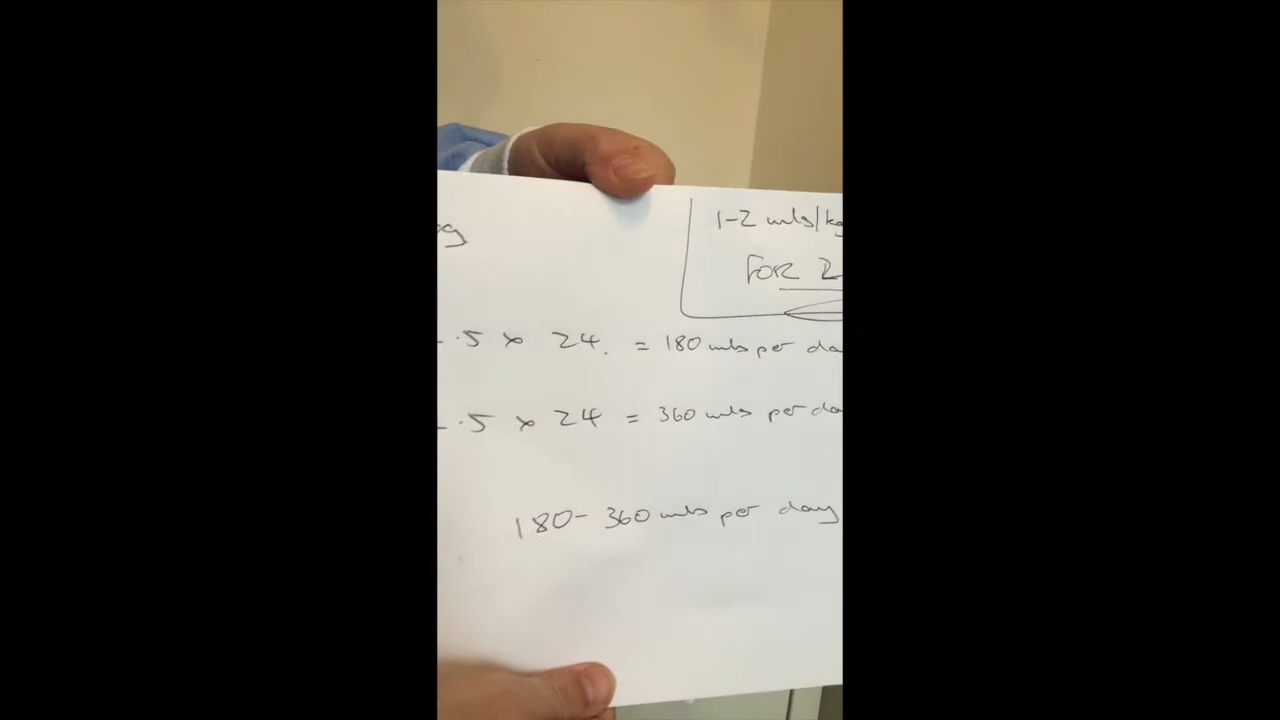 1-2 mls/kg
FOR 2
.5 x 24. = 180 mls per da
.5 x 24 = 360 mls per da
180-360 mls per day